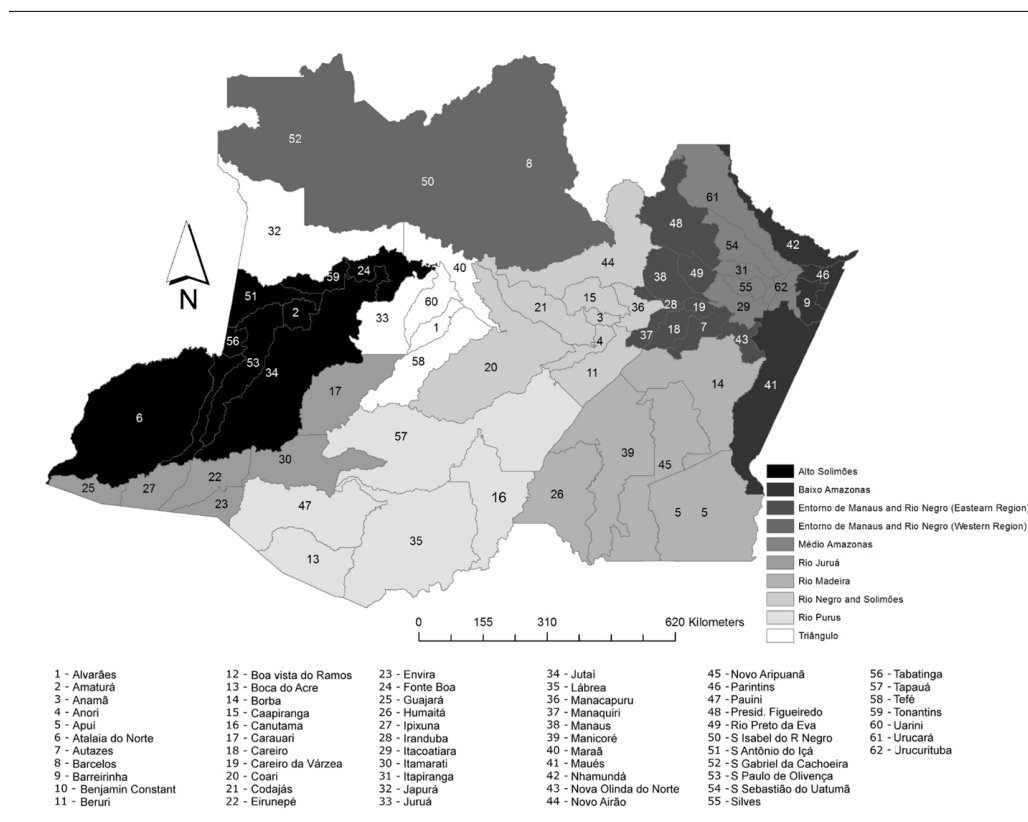 52
8
50
61
48
42
32
54
44
40
24
59
38
49
31
46
51
55
62
60
15
21
36
28
19
29
9
2
33
1
3
18
7
37
43
56
4
53
58
34
20
11
14
17
41
6
57
39
30
45
22
25
27
26
16
47
23
5 5
35
13
N
Alto Solimões
Baixo Amazonas
Entorno de Manaus and Rio Negro (Eastearn Region)
Entorno de Manaus and Rio Negro (Western Region)
Médio Amazonas
Rio Juruá
Rio Madeira
Rio Negro and Solimões
Rio Purus
Triângulo
0 155 310 620 Kilometers
1 - Alvarães
2 - Amaturá
3 - Anamã
4 - Anori
5 - Apuí
6 - Atalaia do Norte
7 - Autazes
8 - Barcelos
9 - Barreirinha
10 - Benjamin Constant
11 - Beruri
12 - Boa vista do Ramos
13 - Boca do Acre
14 - Borba
15 - Caapiranga
16 - Canutama
17 - Carauari
18 - Careiro
19 - Careiro da Várzea
20 - Coari
21 - Codajás
22 - Eirunepé
23 - Envira
24 - Fonte Boa
25 - Guajará
26 - Humaitá
27 - Ipixuna
28 - Iranduba
29 - Itacoatiara
30 - Itamarati
31 - Itapiranga
32 - Japurá
33 - Juruá
34 - Jutaí
35 - Lábrea
36 - Manacapuru
37 - Manaquiri
38 - Manaus
39 - Manicoré
40 - Maraã
41 - Maués
42 - Nhamundá
43 - Nova Olinda do Norte
44 - Novo Airão
45 - Novo Aripuanã
46 - Parintins
47 - Pauini
48 - Presid. Figueiredo
49 - Rio Preto da Eva
50 - S Isabel do R Negro
51 - S Antônio do Içá
52 - S Gabriel da Cachoeira
53 - S Paulo de Olivença
54 - S Sebastião do Uatumã
55 - Silves
56 - Tabatinga
57 - Tapauá
58 - Tefé
59 - Tonantins
60 - Uarini
61 - Urucará
62 - Urucurituba